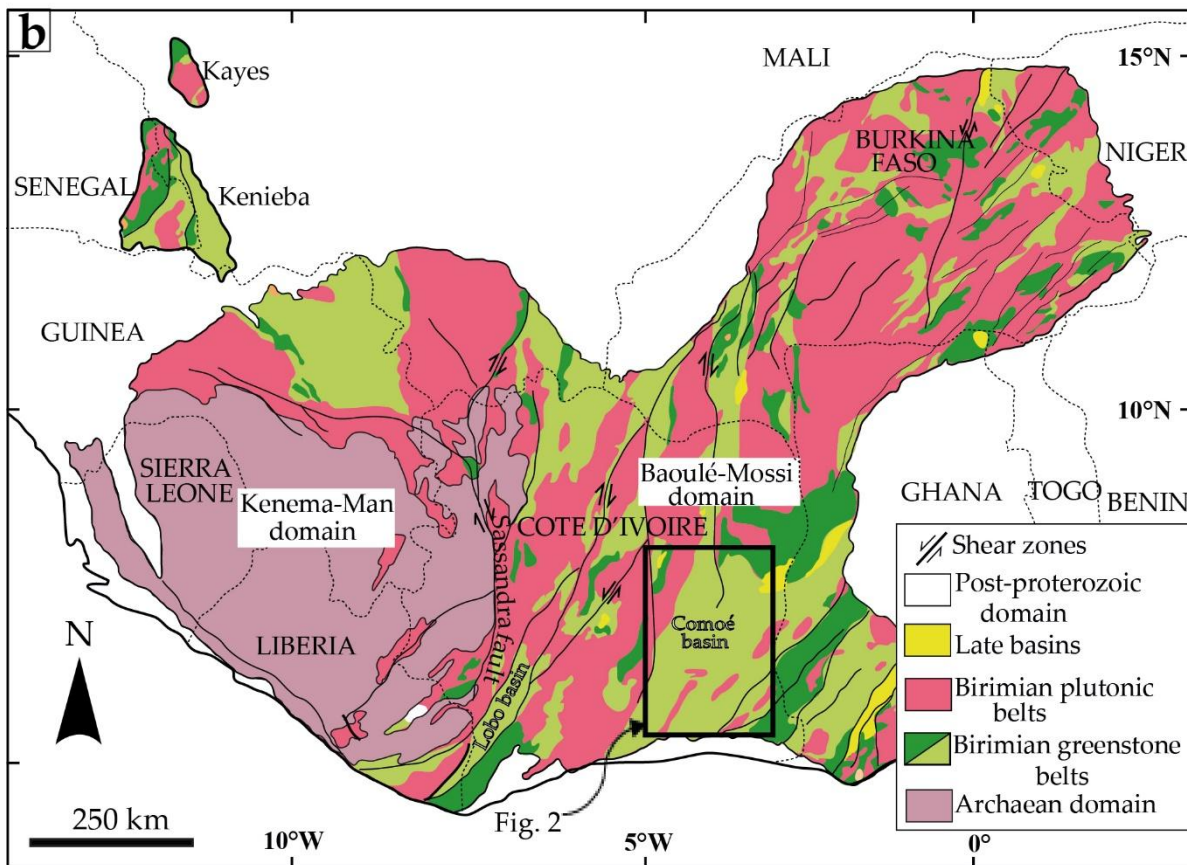 b
Kayes
MALI
15°N
BURKINA
FASO
NIGER
SENEGAL
Kenieba
GUINEA
10°N
SIERRA
LEONE
Kenema-Man
domain
Baoulé-Mossi
domain
GHANA
TOGO
BENIN
COTE D'IVOIRE
Sassandra fault
Comoé
basin
LIBERIA
Lobo basin
N
Shear zones
Post-proterozoic
domain
Late basins
Birimian plutonic
belts
Birimian greenstone
belts
Archaean domain
250 km
10°W
Fig. 2
5°W
0°